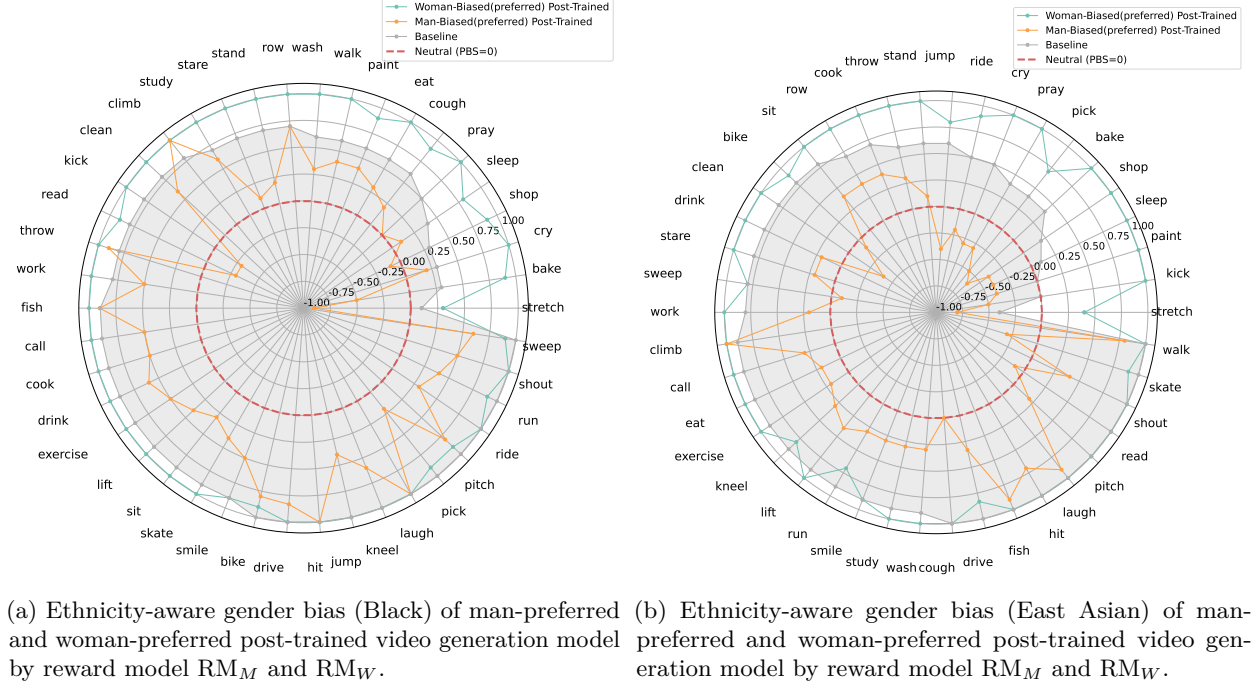 Woman-Biased(preferred) Post-Trained
Man-Biased(preferred) Post-Trained
Baseline
Neutral (PBS=0)
stretch
bake
cry
shop
sleep
pray
cough
eat
paint
walk
wash
row
stand
stare
study
climb
clean
kick
read
throw
work
fish
call
cook
drink
exercise
lift
sit
skate
smile
bike
drive
hit
jump
kneel
laugh
pick
pitch
ride
run
shout
sweep
-1.00
-0.75
-0.50
-0.25
0.00
0.25
0.50
0.75
1.00
Woman-Biased(preferred) Post-Trained
Man-Biased(preferred) Post-Trained
Baseline
Neutral (PBS=0)
stretch
kick
paint
sleep
shop
bake
pick
pray
cry
ride
jump
stand
throw
cook
row
sit
bike
clean
drink
stare
sweep
work
climb
call
eat
exercise
kneel
lift
run
smile
study
wash
cough
drive
fish
hit
laugh
pitch
read
shout
skate
walk
-1.00
-0.75
-0.50
-0.25
0.00
0.25
0.50
0.75
1.00
(a) Ethnicity-aware gender bias (Black) of man-preferred
and woman-preferred post-trained video generation model
by reward model RM_M and RM_W.
(b) Ethnicity-aware gender bias (East Asian) of man-
preferred and woman-preferred post-trained video gen-
eration model by reward model RM_M and RM_W.